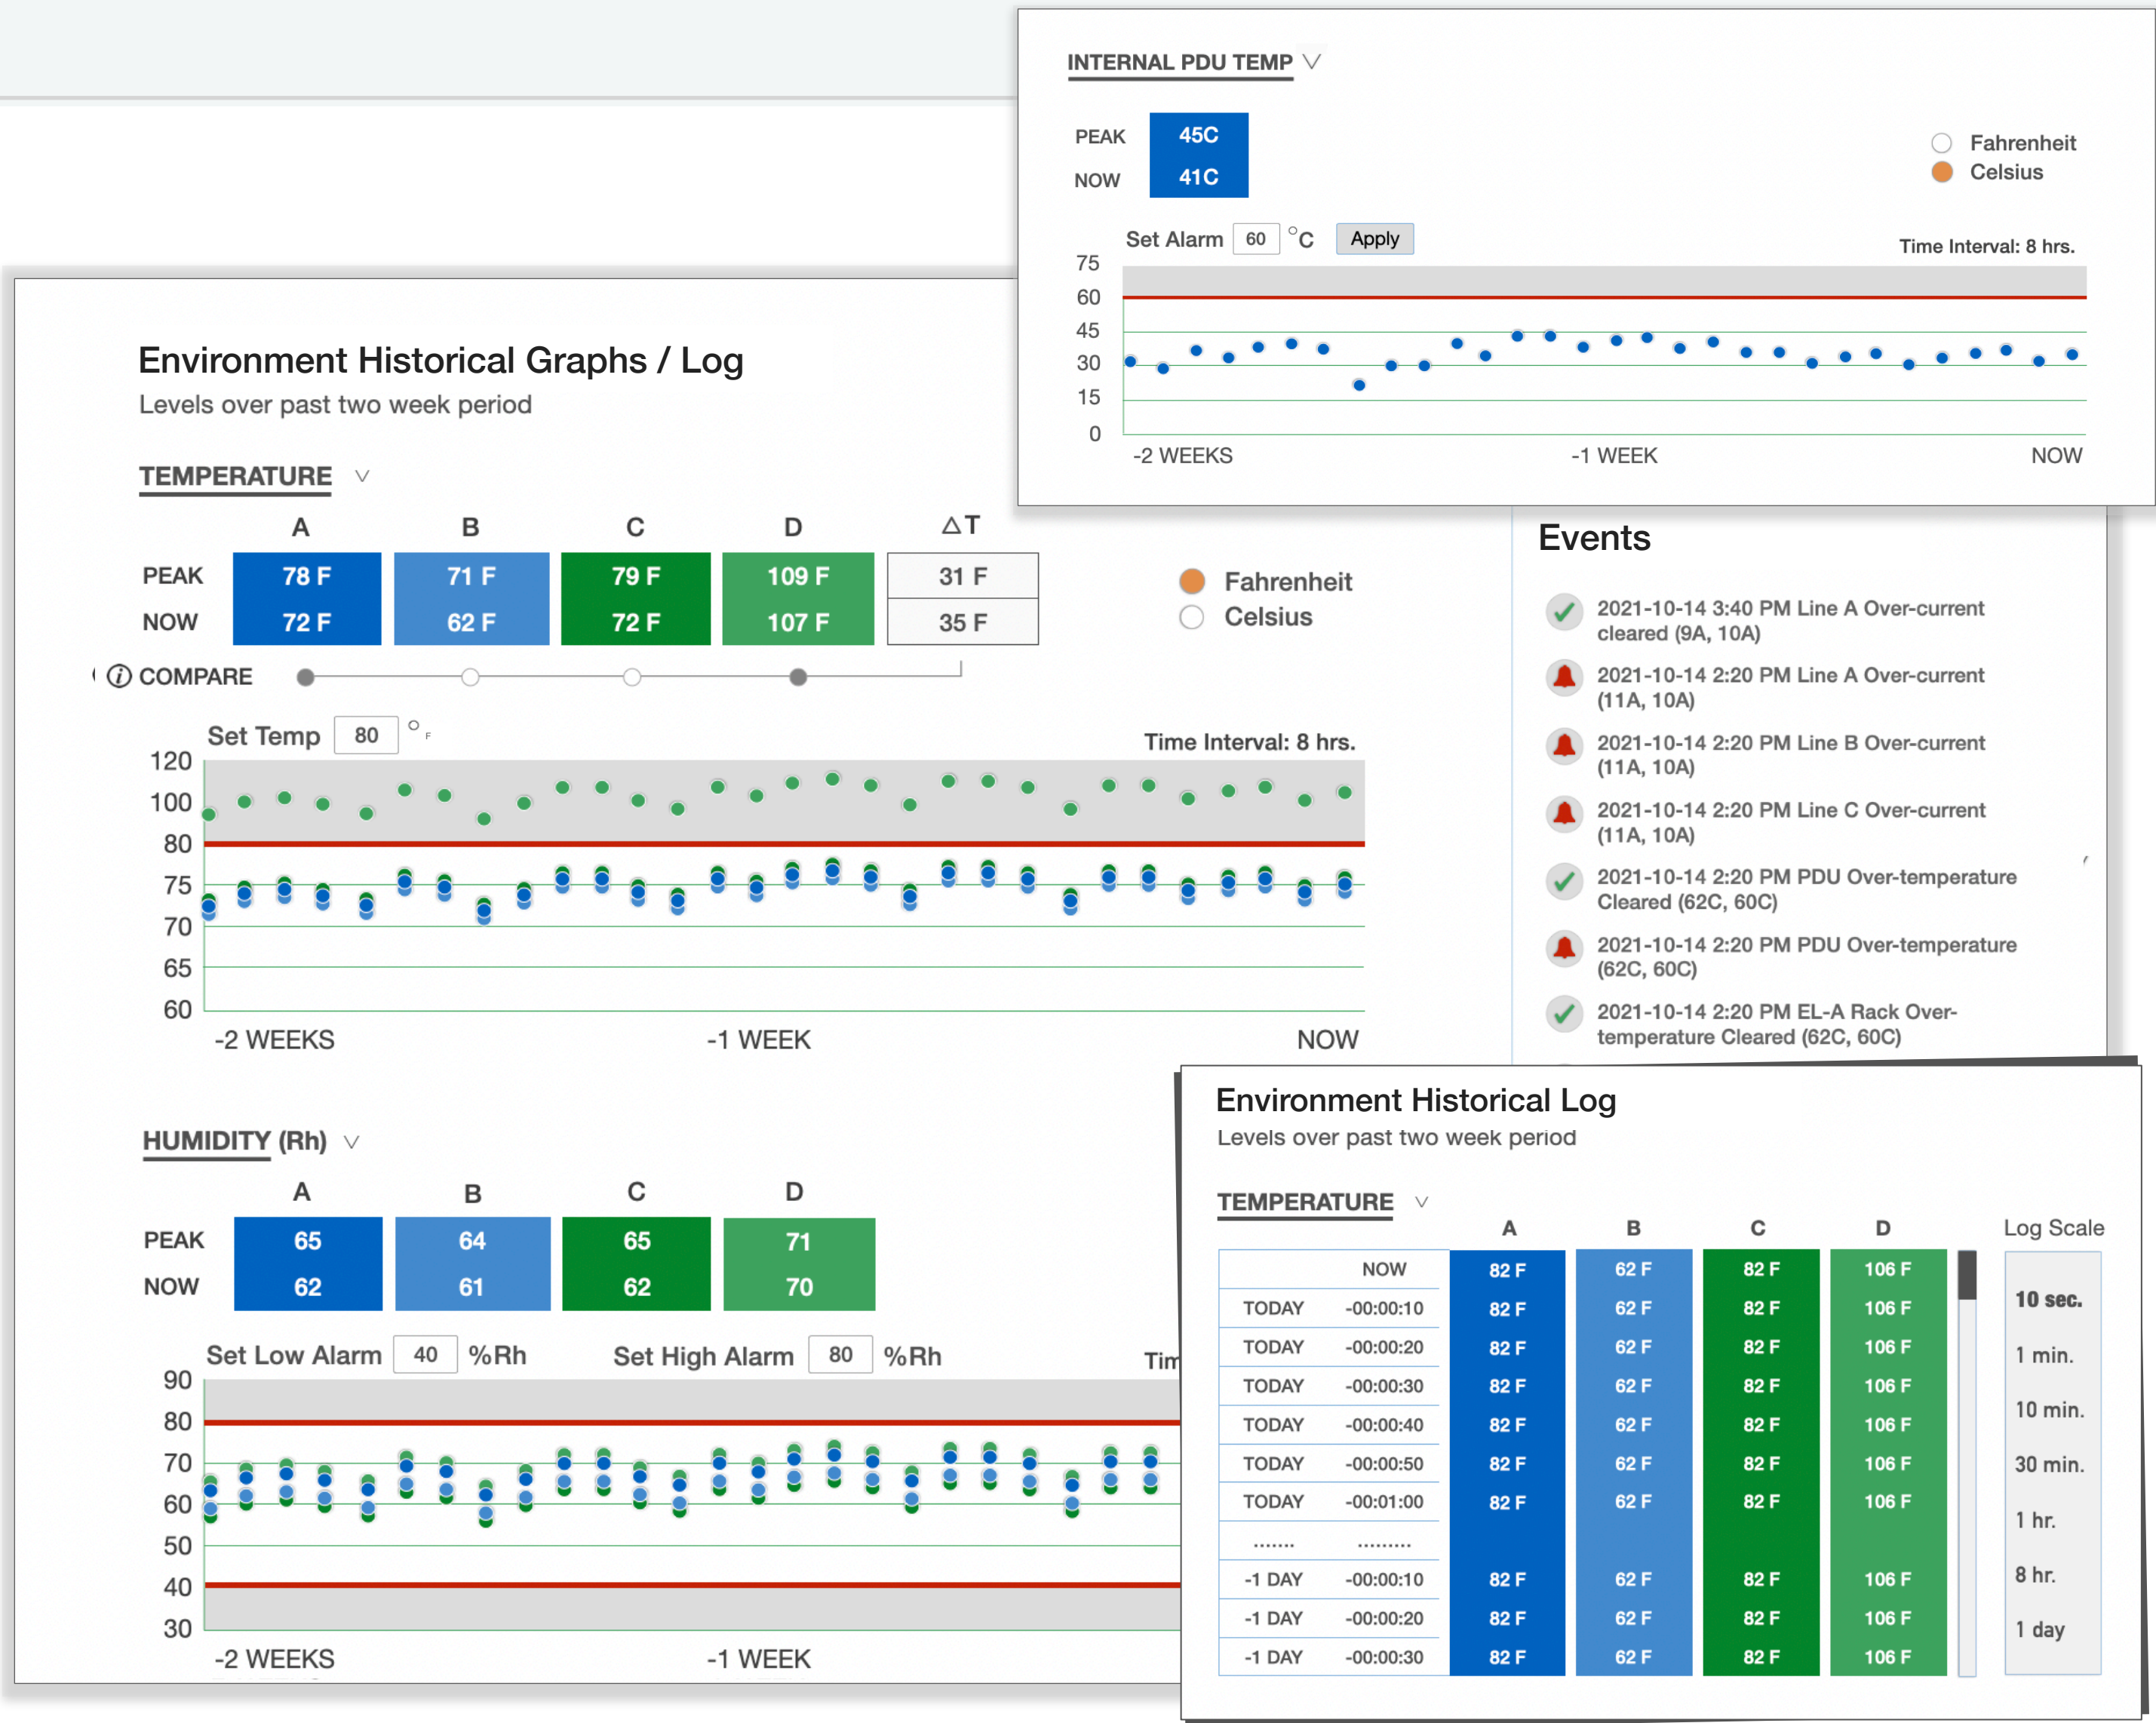 INTERNAL PDU TEMP
PEAK 45C
NOW 41C
Fahrenheit
Celsius
Set Alarm 60 °C Apply
Time Interval: 8 hrs.
75
60
45
30
15
0
-2 WEEKS -1 WEEK NOW
Environment Historical Graphs / Log
Levels over past two week period
TEMPERATURE
A B C D △T
PEAK 78 F 71 F 79 F 109 F 31 F
NOW 72 F 62 F 72 F 107 F 35 F
Fahrenheit
Celsius
i COMPARE
Set Temp 80 °F
Time Interval: 8 hrs.
120
100
80
75
70
65
60
-2 WEEKS -1 WEEK NOW
HUMIDITY (Rh)
A B C D
PEAK 65 64 65 71
NOW 62 61 62 70
Set Low Alarm 40 %Rh Set High Alarm 80 %Rh
Tim
90
80
70
60
50
40
30
-2 WEEKS -1 WEEK
Events
2021-10-14 3:40 PM Line A Over-current
cleared (9A, 10A)
2021-10-14 2:20 PM Line A Over-current
(11A, 10A)
2021-10-14 2:20 PM Line B Over-current
(11A, 10A)
2021-10-14 2:20 PM Line C Over-current
(11A, 10A)
2021-10-14 2:20 PM PDU Over-temperature
Cleared (62C, 60C)
2021-10-14 2:20 PM PDU Over-temperature
(62C, 60C)
2021-10-14 2:20 PM EL-A Rack Over-
temperature Cleared (62C, 60C)
Environment Historical Log
Levels over past two week period
TEMPERATURE
A B C D
NOW 82 F 62 F 82 F 106 F
TODAY -00:00:10 82 F 62 F 82 F 106 F
TODAY -00:00:20 82 F 62 F 82 F 106 F
TODAY -00:00:30 82 F 62 F 82 F 106 F
TODAY -00:00:40 82 F 62 F 82 F 106 F
TODAY -00:00:50 82 F 62 F 82 F 106 F
TODAY -00:01:00 82 F 62 F 82 F 106 F
....... .........
-1 DAY -00:00:10 82 F 62 F 82 F 106 F
-1 DAY -00:00:20 82 F 62 F 82 F 106 F
-1 DAY -00:00:30 82 F 62 F 82 F 106 F
Log Scale
10 sec.
1 min.
10 min.
30 min.
1 hr.
8 hr.
1 day